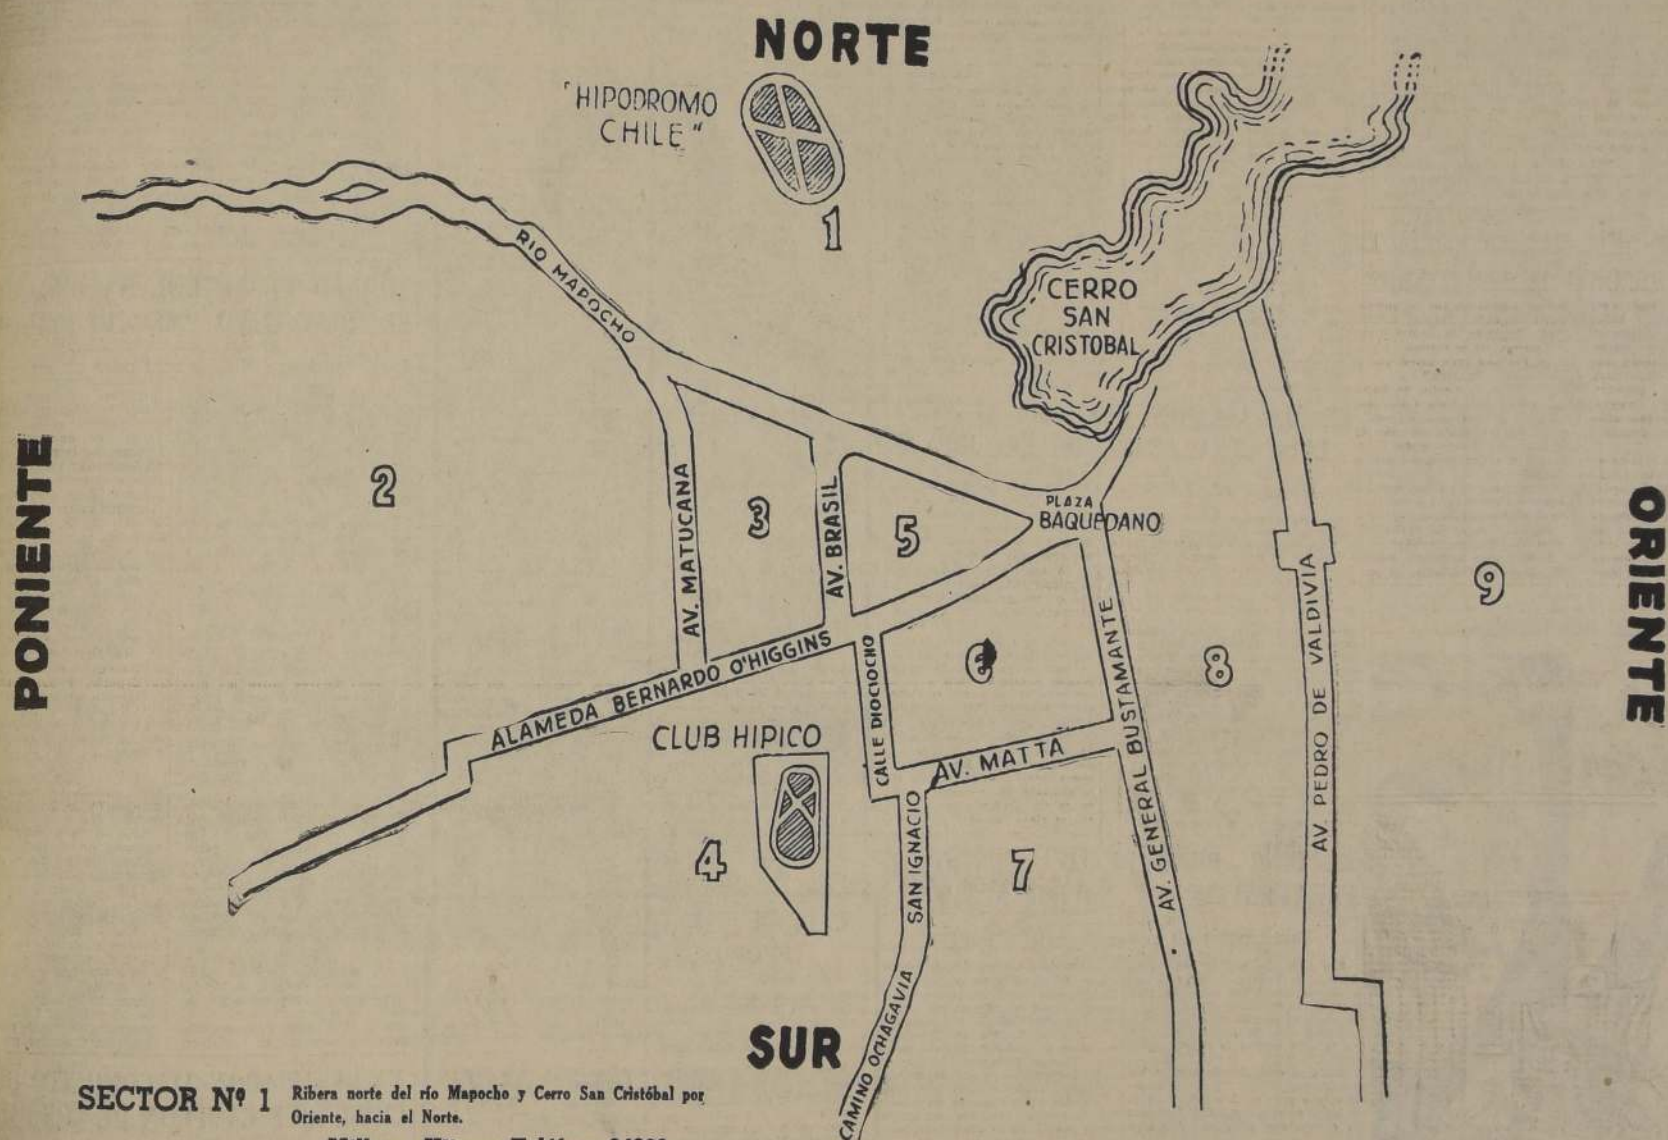 NORTE
"HIPODROMO
CHILE"
1
RIO MAPOCHO
CERRO
SAN
CRISTOBAL
PONIENTE
2
AV. MATUCANA
3
AV. BRASIL
5
PLAZA
BAQUEDANO
ORIENTE
9
ALAMEDA BERNARDO O'HIGGINS
CALLE DIOCIOCHO
AV. GENERAL BUSTAMANTE
8
AV. PEDRO DE VALDIVIA
CLUB HIPICO
AV. MATTA
4
SAN IGNACIO
7
CAMINO OCHAGAVIA
SUR
SECTOR Nº 1 Ribera norte del río Mapocho y Cerro San Cristóbal por
Oriente, hacia el Norte.